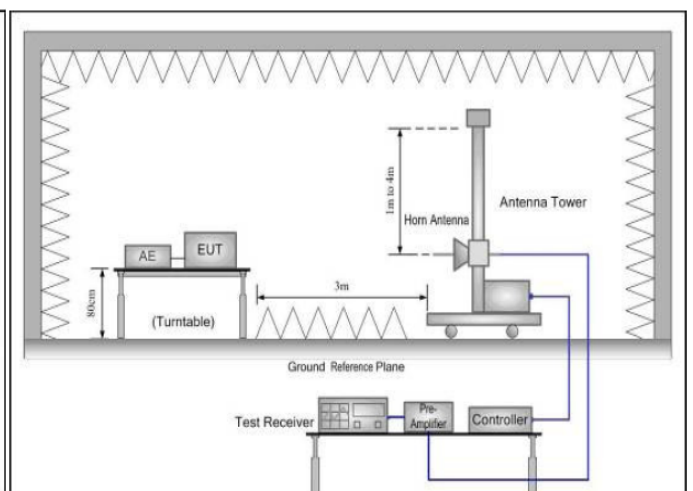 1m to 4m
Horn Antenna
Antenna Tower
AE
EUT
80cm
(Turntable)
3m
Ground Reference Plane
Test Receiver
Pre-
Amplifier
Controller